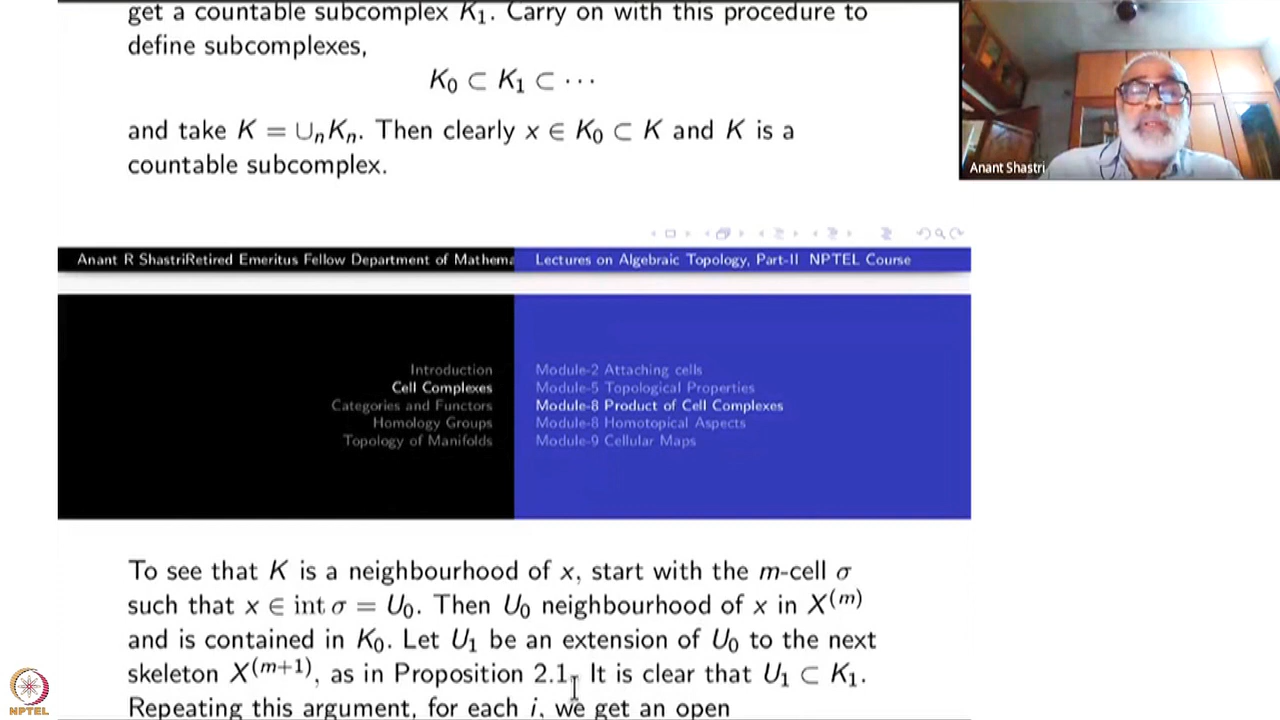 get a countable subcomplex K₁. Carry on with this procedure to
define subcomplexes,
K₀ ⊂ K₁ ⊂ ⋯
and take K = ∪ₙKₙ. Then clearly x ∈ K₀ ⊂ K and K is a
countable subcomplex.
Anant Shastri
Anant R ShastriRetired Emeritus Fellow Department of Mathema
Lectures on Algebraic Topology, Part-II NPTEL Course
Introduction
Cell Complexes
Categories and Functors
Homology Groups
Topology of Manifolds
Module-2 Attaching cells
Module-5 Topological Properties
Module-8 Product of Cell Complexes
Module-8 Homotopical Aspects
Module-9 Cellular Maps
To see that K is a neighbourhood of x, start with the m-cell σ
such that x ∈ int σ = U₀. Then U₀ neighbourhood of x in X⁽ᵐ⁾
and is contained in K₀. Let U₁ be an extension of U₀ to the next
skeleton X⁽ᵐ⁺¹⁾, as in Proposition 2.1. It is clear that U₁ ⊂ K₁.
Repeating this argument, for each i, we get an open
NPTEL